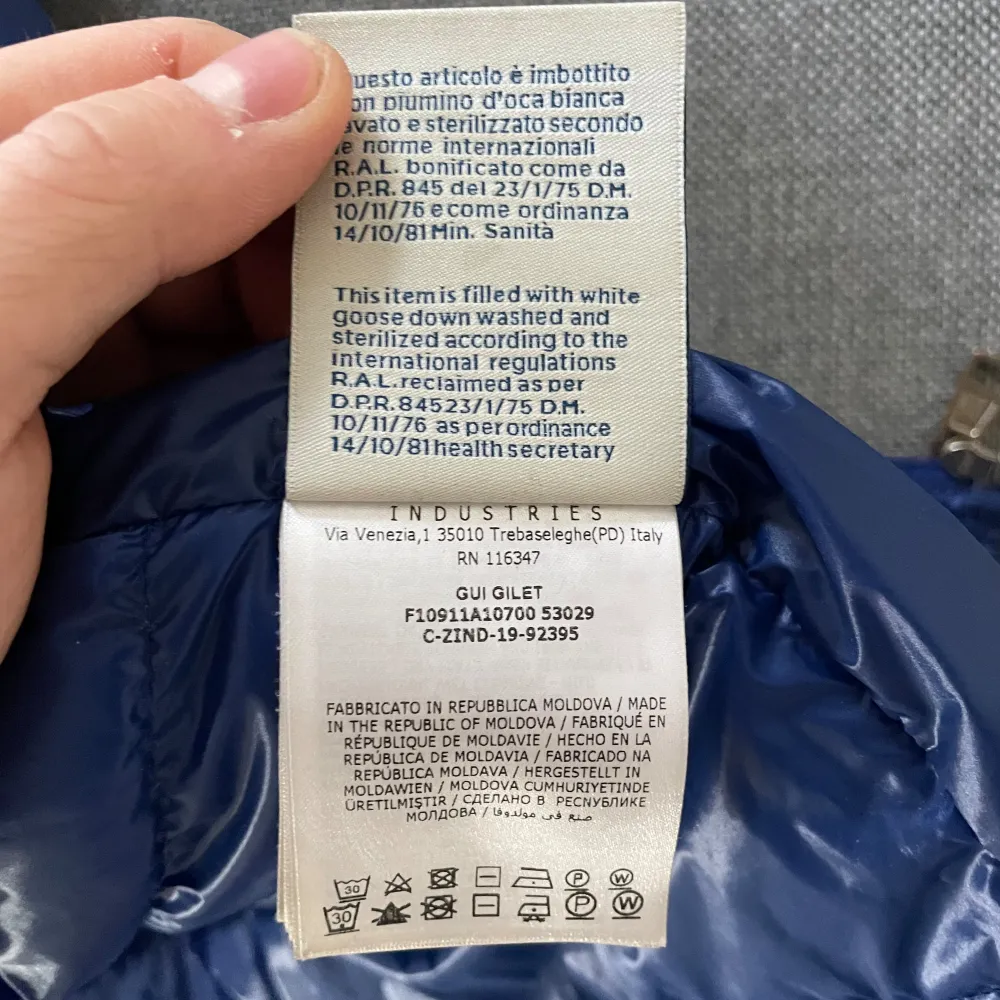 uesto articolo è imbottito
on piumino d'oca bianca
avato e sterilizzato secondo
le norme internazionali
R.A.L. bonificato come da
D.P.R. 845 del 23/1/75 D.M.
10/11/76 e come ordinanza
14/10/81 Min. Sanità
This item is filled with white
goose down washed and
sterilized according to the
international regulations
R.A.L. reclaimed as per
D.P.R. 845 23/1/75 D.M.
10/11/76 as per ordinance
14/10/81 health secretary
INDUSTRIES
Via Venezia,1 35010 Trebaseleghe(PD) Italy
RN 116347
GUI GILET
F10911A10700 53029
C-ZIND-19-92395
FABBRICATO IN REPUBBLICA MOLDOVA / MADE
IN THE REPUBLIC OF MOLDOVA / FABRIQUÉ EN
RÉPUBLIQUE DE MOLDAVIE / HECHO EN LA
REPÚBLICA DE MOLDAVIA / FABRICADO NA
REPÚBLICA MOLDAVA / HERGESTELLT IN
MOLDAWIEN / MOLDOVA CUMHURIYETINDE
ÜRETILMIŞTIR / СДЕЛАНО В РЕСПУБЛИКЕ
МОЛДОВА / صنع في مولدوفا
30 P W
30 P W